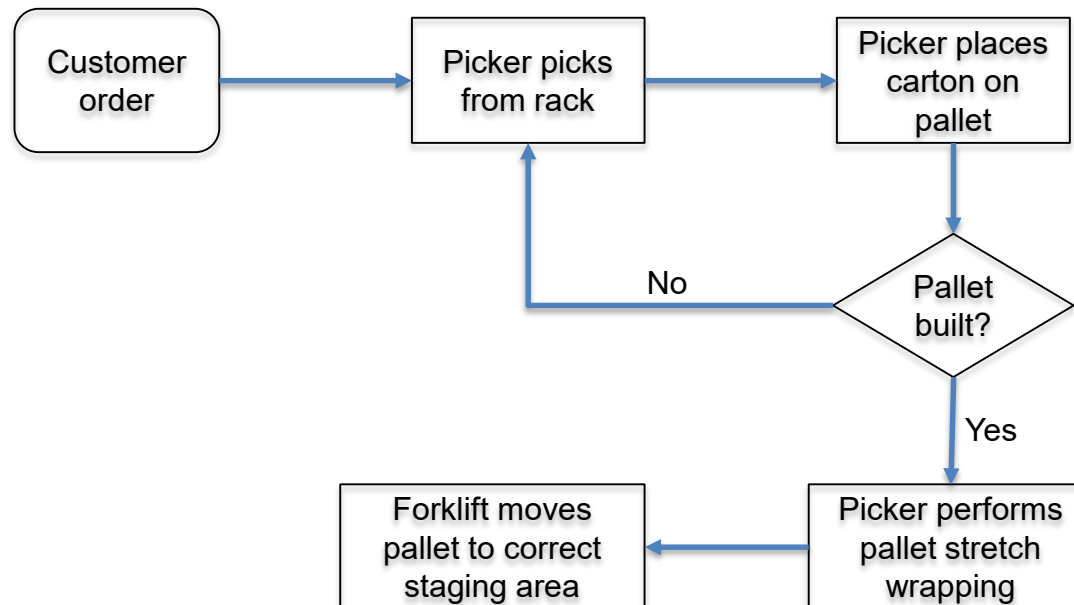 Customer
order
Picker picks
from rack
Picker places
carton on
pallet
No
Pallet
built?
Yes
Forklift moves
pallet to correct
staging area
Picker performs
pallet stretch
wrapping